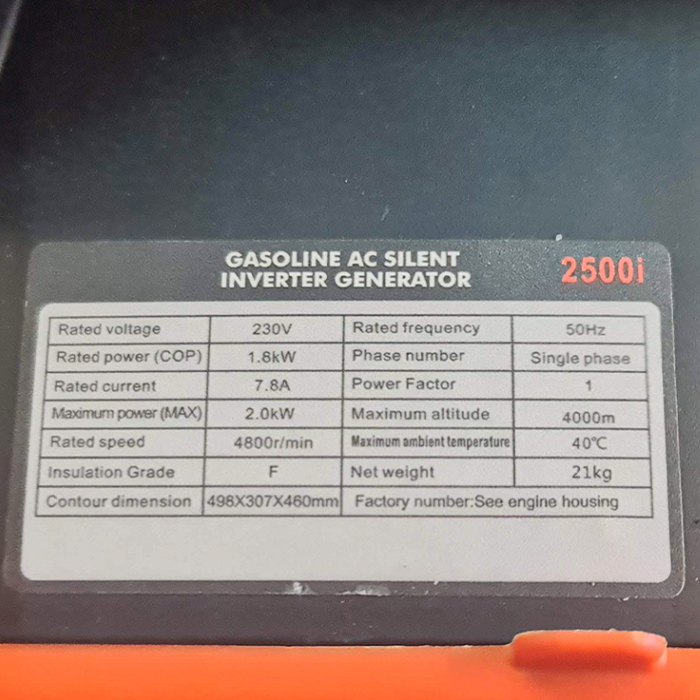 GASOLINE AC SILENT
INVERTER GENERATOR
2500i
Rated voltage 230V Rated frequency 50Hz
Rated power (COP) 1.8kW Phase number Single phase
Rated current 7.8A Power Factor 1
Maximum power (MAX) 2.0kW Maximum altitude 4000m
Rated speed 4800r/min Maximum ambient temperature 40℃
Insulation Grade F Net weight 21kg
Contour dimension 498X307X460mm Factory number:See engine housing